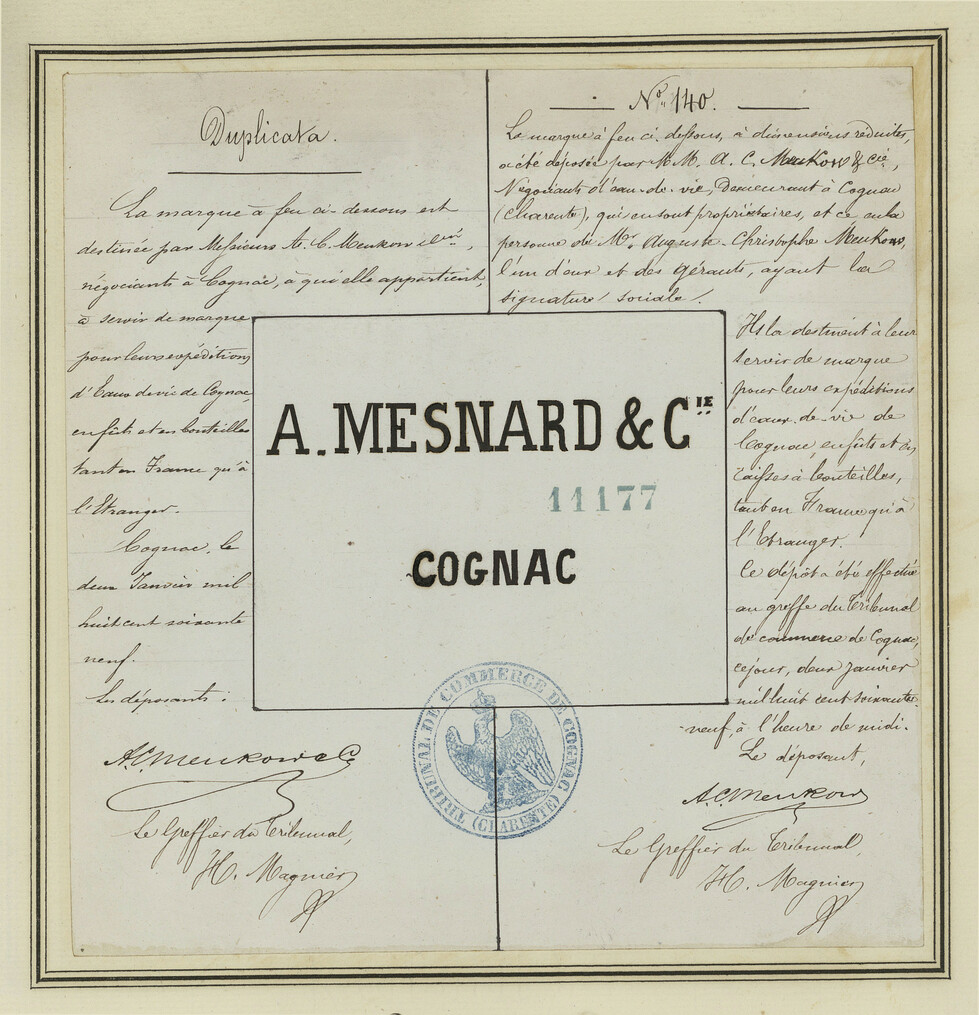 Duplicata.
La marque à feu ci-dessous est
destinée par Messieurs A. C. Meukow & Cie,
négociants à Cognac, à qui elle appartient,
à servir de marque
pour leurs expéditions
d'Eaux de vie de Cognac,
en fûts et en bouteilles
tant en France qu'à
l'Etranger.
Cognac, le
deux Janvier mil
huit cent soixante
neuf.
Les déposants :
A. C. Meukow & C.
Le Greffier du Tribunal,
H. Magnier
No. 140.
La marque à feu ci-dessous, à dimensions réduites,
a été déposée par M.M. A. C. Meukow & Cie,
Négociants d'eau-de-vie, Demeurant à Cognac
(Charente), qui en sont propriétaires, et ce en la
personne de Mr. Auguste-Christophe Meukow,
l'un d'eux et des gérants, ayant la
signature sociale.
Ils la destinent à leur
servir de marque
pour leurs expéditions
d'eaux-de-vie de
Cognac, en fûts et en
caisses à bouteilles,
tant en France qu'à
l'Etranger.
Ce dépôt a été effectué
au greffe du Tribunal
de commerce de Cognac,
ce jour, deux janvier
mil huit cent soixante-
neuf, à l'heure de midi.
Le déposant,
A. C. Meukow
Le Greffier du Tribunal,
H. Magnier
A. MESNARD & CIE
11177
COGNAC
TRIBUNAL DE COMMERCE DE COGNAC
(CHARENTE)